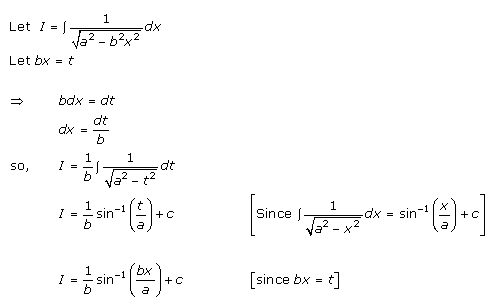 Let I = ∫ 1/√(a² − b²x²) dx
Let bx = t
⇒ bdx = dt
dx = dt/b
so, I = 1/b ∫ 1/√(a² − t²) dt
I = 1/b sin⁻¹(t/a) + c [Since ∫ 1/√(a² − x²) dx = sin⁻¹(x/a) + c]
I = 1/b sin⁻¹(bx/a) + c [since bx = t]